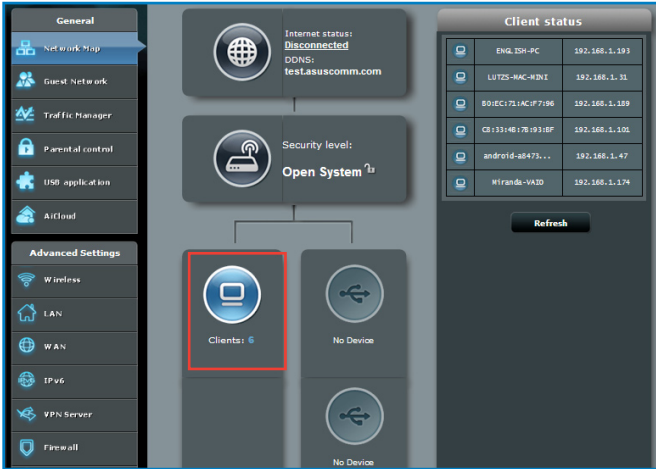 General
Network Map
Guest Network
Traffic Manager
Parental control
USB application
AiCloud
Advanced Settings
Wireless
LAN
WAN
IPv6
VPN Server
Firewall
Internet status:
Disconnected
DDNS:
test.asuscomm.com
Security level:
Open System
Clients: 6
No Device
No Device
Client status
ENGLISH-PC 192.168.1.193
LUTZS-MAC-MINI 192.168.1.31
80:EC:71:AC:F7:96 192.168.1.189
C8:33:4B:7B:93:BF 192.168.1.101
android-a8473... 192.168.1.47
Miranda-VAIO 192.168.1.174
Refresh